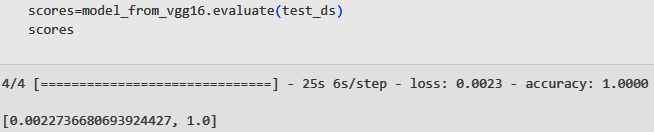 scores=model_from_vgg16.evaluate(test_ds)
scores
4/4 [==============================] - 25s 6s/step - loss: 0.0023 - accuracy: 1.0000
[0.0022736680693924427, 1.0]